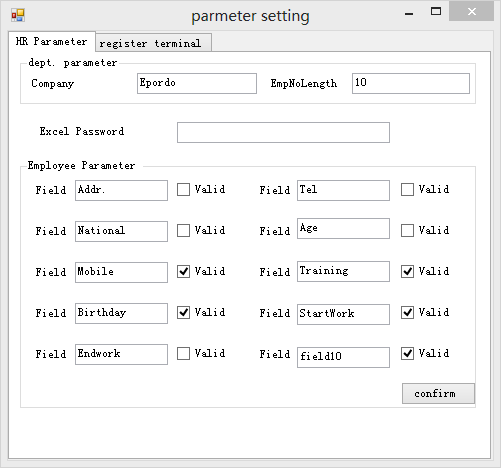 parmeter setting
HR Parameter register terminal
dept. parameter
Company Epordo EmpNoLength 10
Excel Password
Employee Parameter
Field Addr. Valid Field Tel Valid
Field National Valid Field Age Valid
Field Mobile Valid Field Training Valid
Field Birthday Valid Field StartWork Valid
Field Endwork Valid Field field10 Valid
confirm